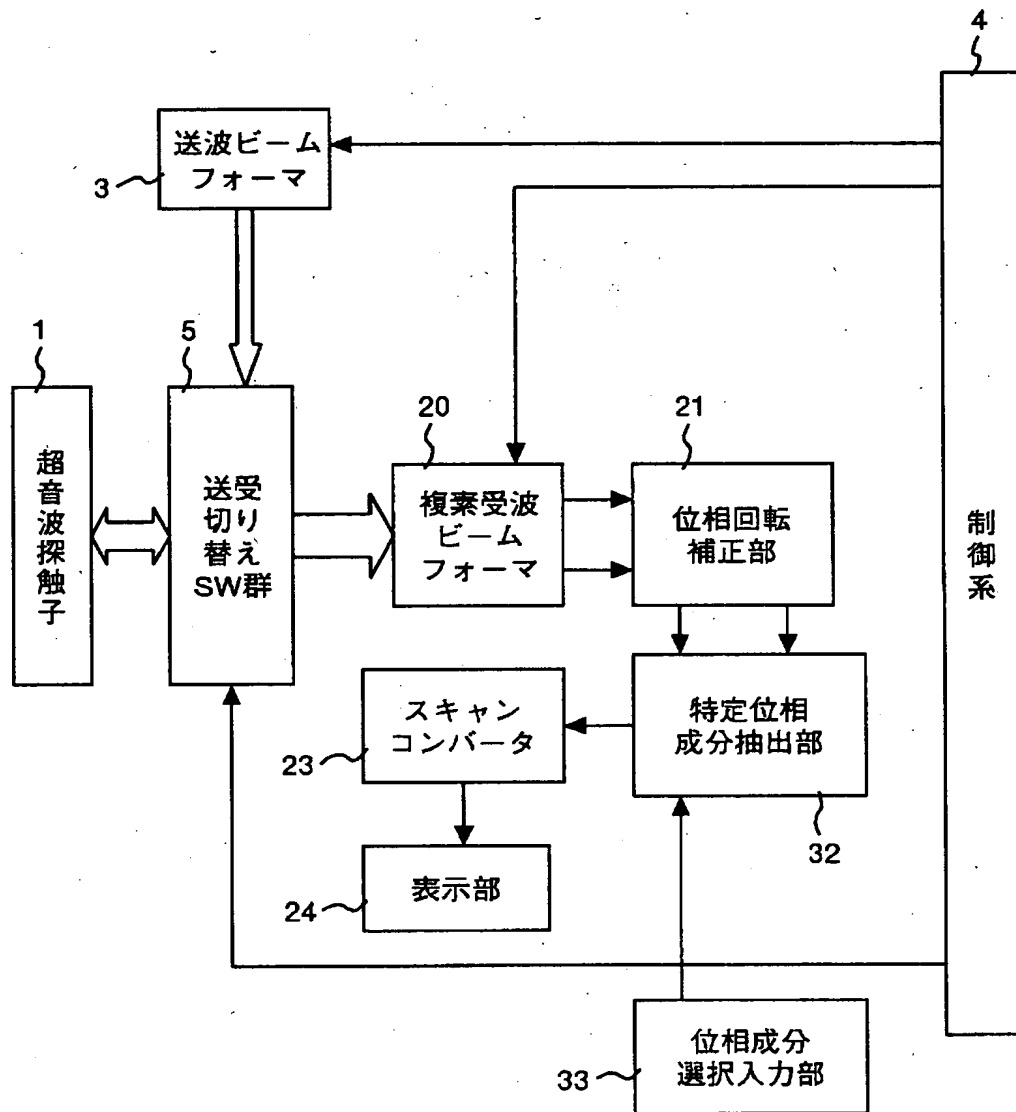 4
送波ビーム
フォーマ
3
1
5
20
21
超音波探触子
送受
切り
替え
SW群
複素受波
ビーム
フォーマ
位相回転
補正部
制御系
スキャン
コンバータ
23
特定位相
成分抽出部
32
表示部
24
位相成分
選択入力部
33